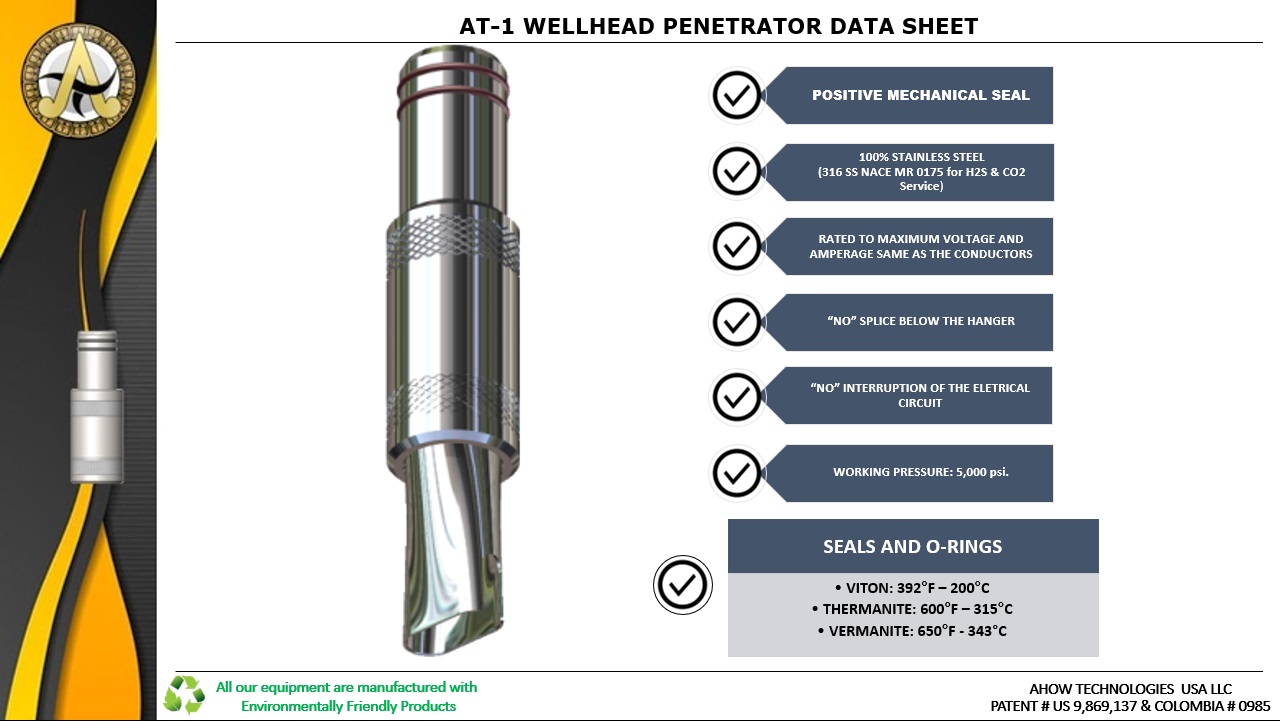 AT-1 WELLHEAD PENETRATOR DATA SHEET
POSITIVE MECHANICAL SEAL
100% STAINLESS STEEL
(316 SS NACE MR 0175 for H2S & CO2
Service)
RATED TO MAXIMUM VOLTAGE AND
AMPERAGE SAME AS THE CONDUCTORS
“NO” SPLICE BELOW THE HANGER
“NO” INTERRUPTION OF THE ELETRICAL
CIRCUIT
WORKING PRESSURE: 5,000 psi.
SEALS AND O-RINGS
• VITON: 392°F – 200°C
• THERMANITE: 600°F – 315°C
• VERMANITE: 650°F - 343°C
All our equipment are manufactured with
Environmentally Friendly Products
AHOW TECHNOLOGIES USA LLC
PATENT # US 9,869,137 & COLOMBIA # 0985